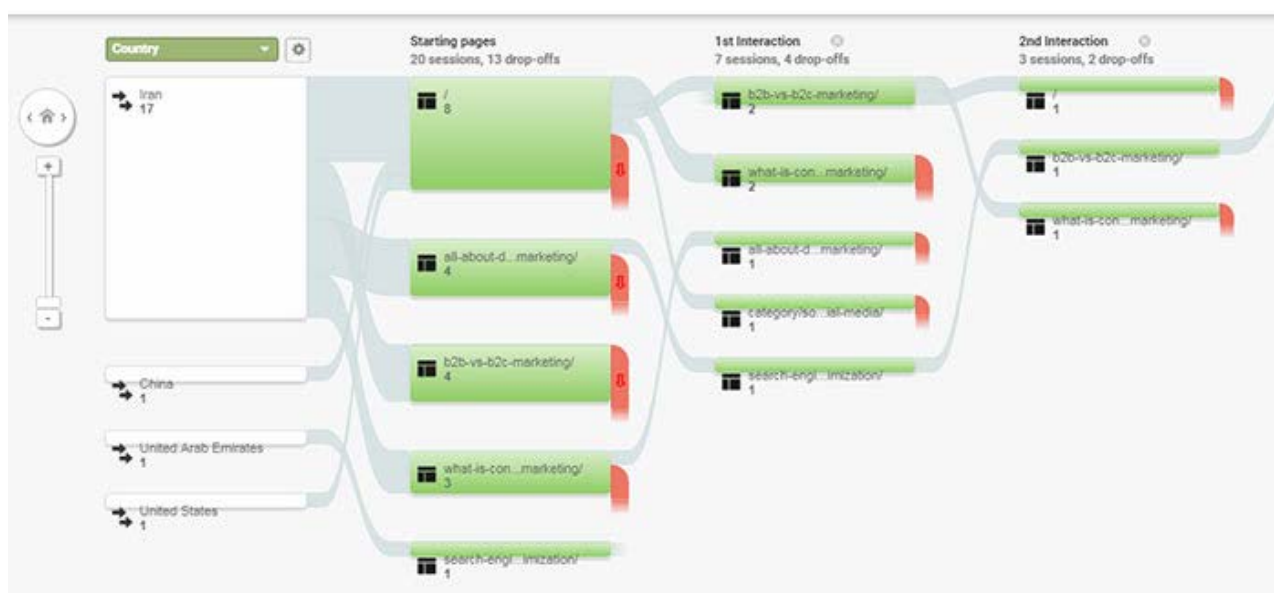 Country
Iran
17
China
1
United Arab Emirates
1
United States
1
Starting pages
20 sessions, 13 drop-offs
/
8
all-about-d...marketing/
4
b2b-vs-b2c-marketing/
4
what-is-con...marketing/
3
search-engi...imization/
1
1st Interaction
7 sessions, 4 drop-offs
b2b-vs-b2c-marketing/
2
what-is-con...marketing/
2
all-about-d...marketing/
1
category/so...ial-media/
1
search-engi...imization/
1
2nd Interaction
3 sessions, 2 drop-offs
/
1
b2b-vs-b2c-marketing/
1
what-is-con...marketing/
1